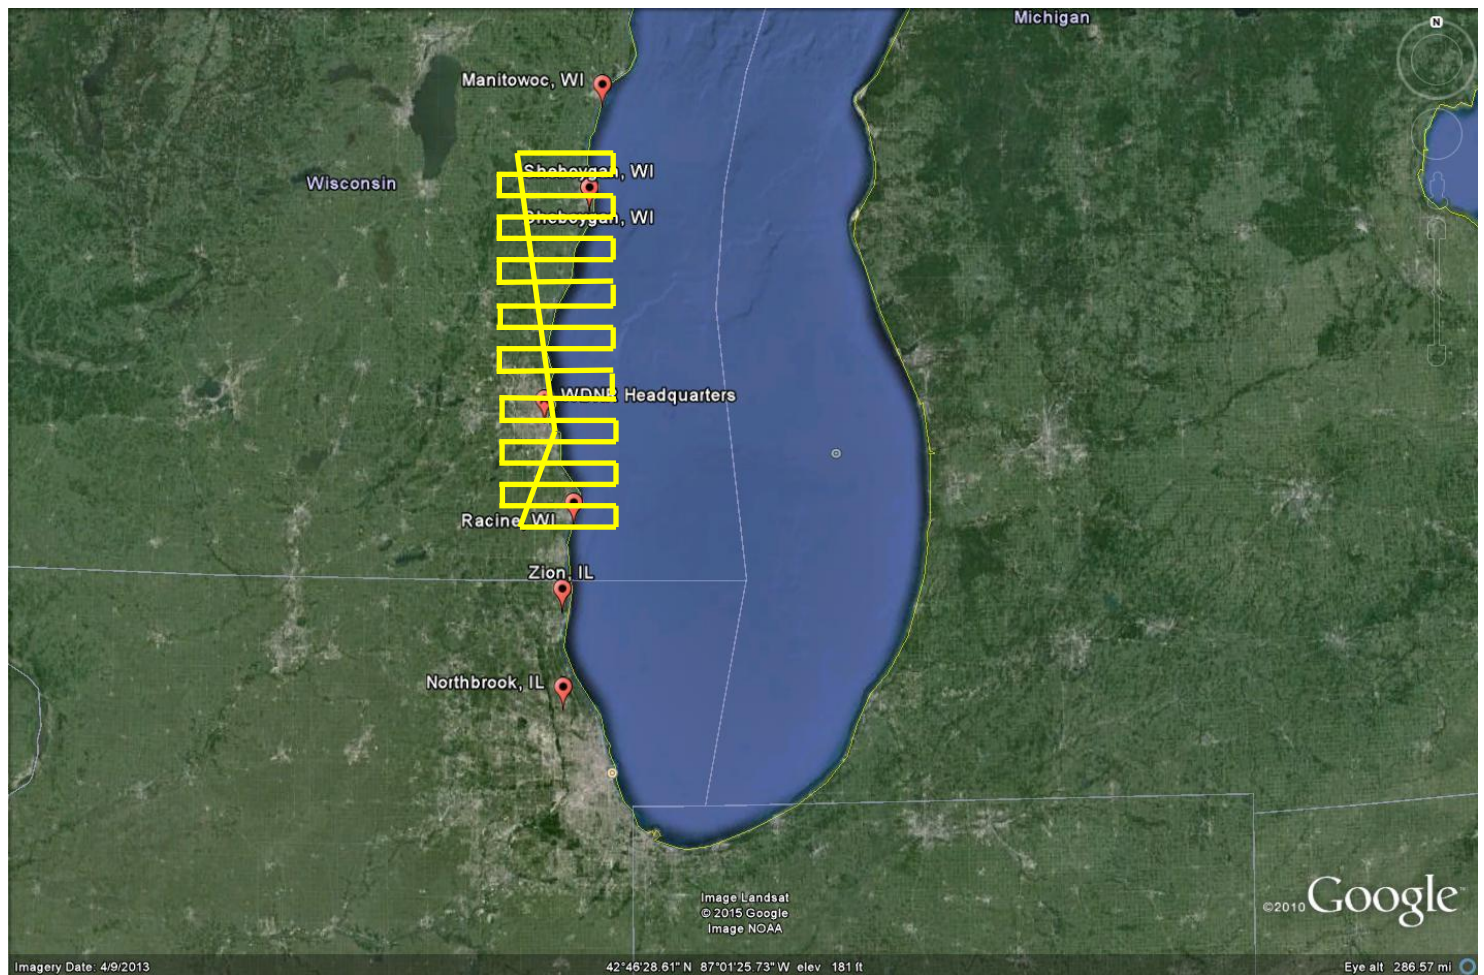 Michigan
N
Manitowoc, WI
Sheboygan, WI
Wisconsin
Sheboygan, WI
WDNR Headquarters
Racine, WI
Zion, IL
Northbrook, IL
Image Landsat
© 2015 Google
Image NOAA
©2010 Google
Imagery Date: 4/9/2013
42°46'28.61" N 87°01'25.73" W elev 181 ft
Eye alt 286.57 mi